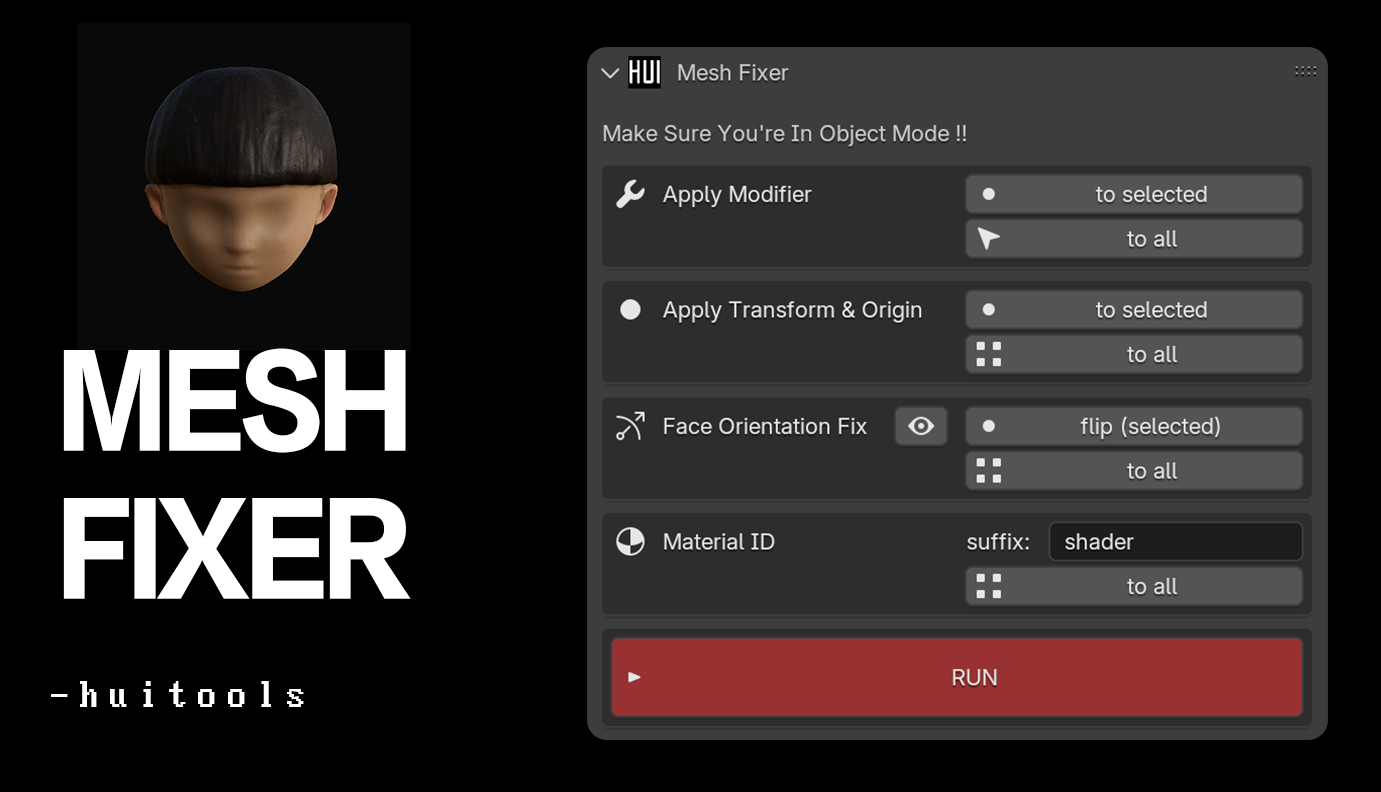 MESH
FIXER
-huitools
HUI Mesh Fixer
Make Sure You're In Object Mode !!
Apply Modifier
to selected
to all
Apply Transform & Origin
to selected
to all
Face Orientation Fix
flip (selected)
to all
Material ID
suffix: shader
to all
RUN